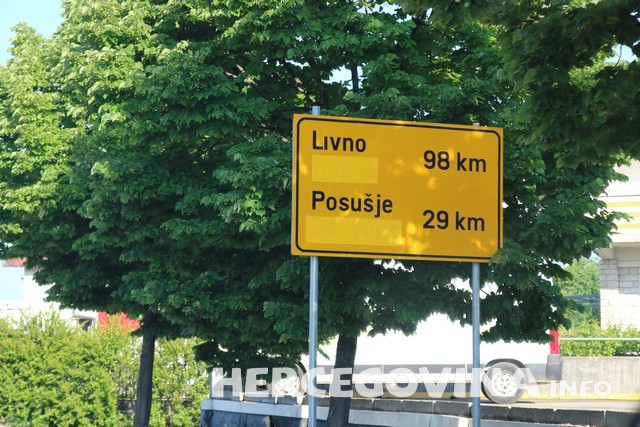 Livno 98 km
Posušje 29 km
HERCEGOVINA.INFO